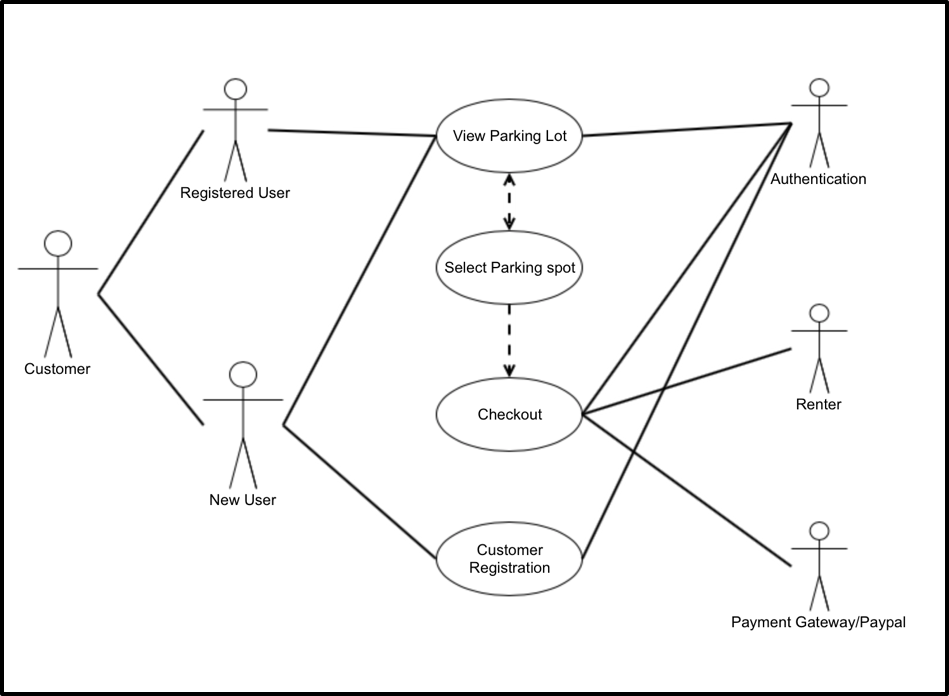 View Parking Lot
Authentication
Registered User
Select Parking spot
Customer
Renter
Checkout
New User
Customer
Registration
Payment Gateway/Paypal